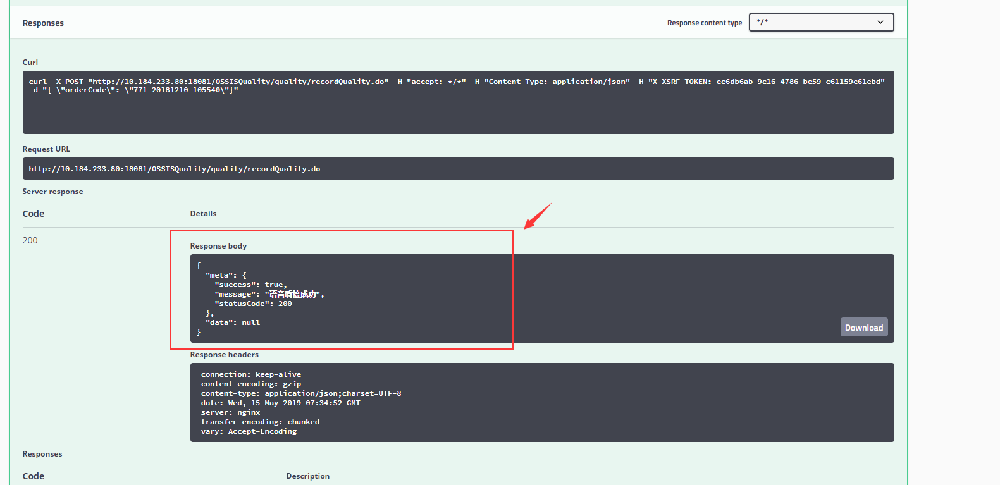 Responses
Response content type
*/*
Curl
curl -X POST "http://10.184.233.80:18081/OSSISQuality/quality/recordQuality.do" -H "accept: */*" -H "Content-Type: application/json" -H "X-XSRF-TOKEN: ec6db6ab-9c16-4786-be59-c61159c61ebd"
-d "{ \"orderCode\": \"771-20181210-105540\"}"
Request URL
http://10.184.233.80:18081/OSSISQuality/quality/recordQuality.do
Server response
Code
Details
200
Response body
{
"meta": {
"success": true,
"message": "语音质检成功",
"statusCode": 200
},
"data": null
}
Download
Response headers
connection: keep-alive
content-encoding: gzip
content-type: application/json;charset=UTF-8
date: Wed, 15 May 2019 07:34:52 GMT
server: nginx
transfer-encoding: chunked
vary: Accept-Encoding
Responses
Code
Description